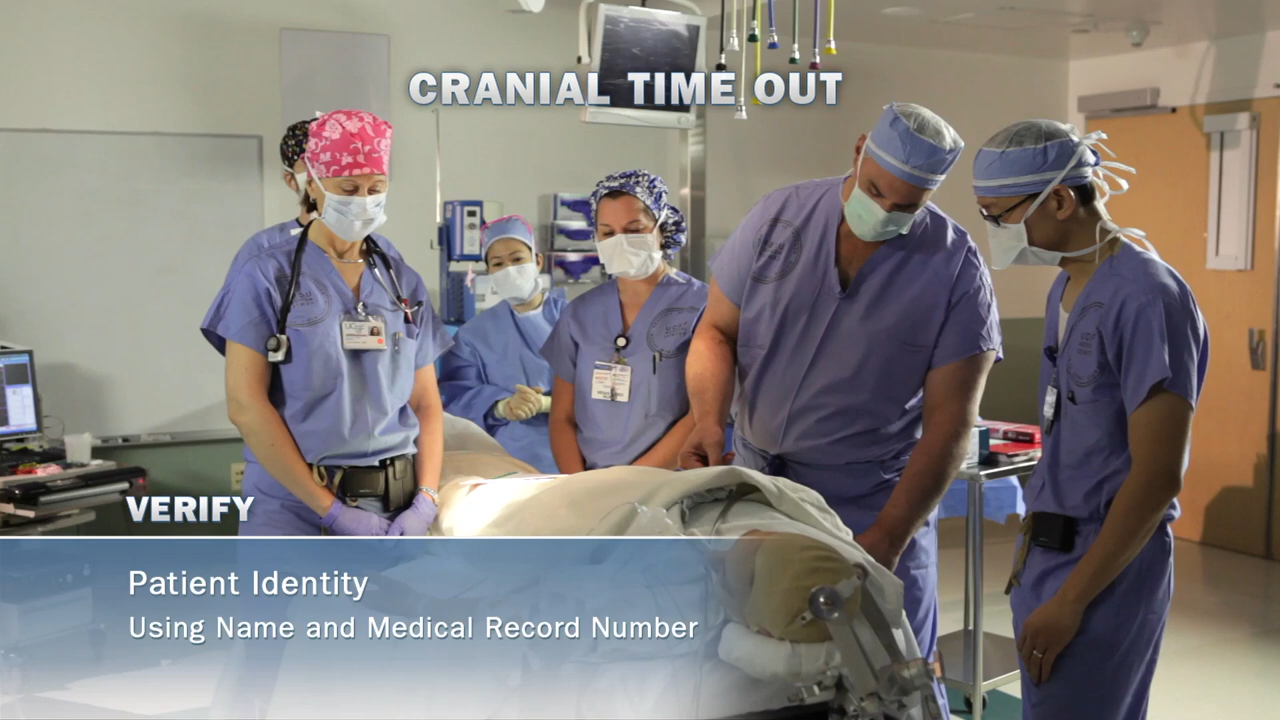 CRANIAL TIME OUT
VERIFY
Patient Identity
Using Name and Medical Record Number